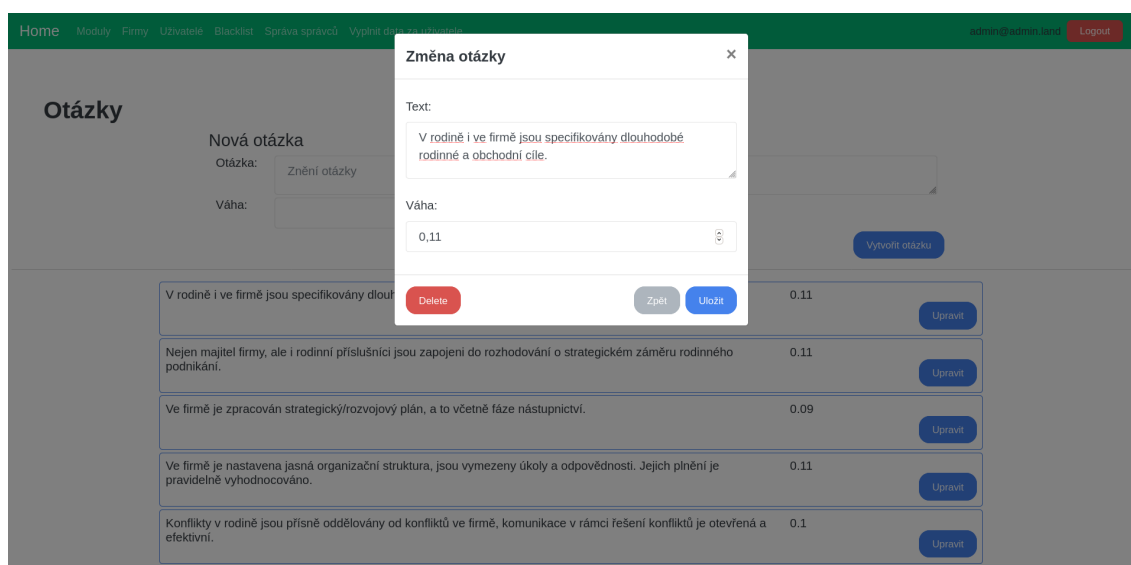 Home Moduly Firmy Uživatelé Blacklist Správa správců Vyplnit data za uživatele admin@admin.land Logout
Změna otázky ×
Text:
V rodině i ve firmě jsou specifikovány dlouhodobé
rodinné a obchodní cíle.
Váha:
0,11
Delete Zpět Uložit
Otázky
Nová otázka
Otázka: Znění otázky
Váha:
Vytvořit otázku
V rodině i ve firmě jsou specifikovány 0.11
Upravit
Nejen majitel firmy, ale i rodinní příslušníci jsou zapojeni do rozhodování o strategickém záměru rodinného 0.11
podnikání.
Upravit
Ve firmě je zpracován strategický/rozvojový plán, a to včetně fáze nástupnictví. 0.09
Upravit
Ve firmě je nastavena jasná organizační struktura, jsou vymezeny úkoly a odpovědnosti. Jejich plnění je 0.11
pravidelně vyhodnocováno.
Upravit
Konflikty v rodině jsou přísně oddělovány od konfliktů ve firmě, komunikace v rámci řešení konfliktů je otevřená a 0.1
efektivní.
Upravit